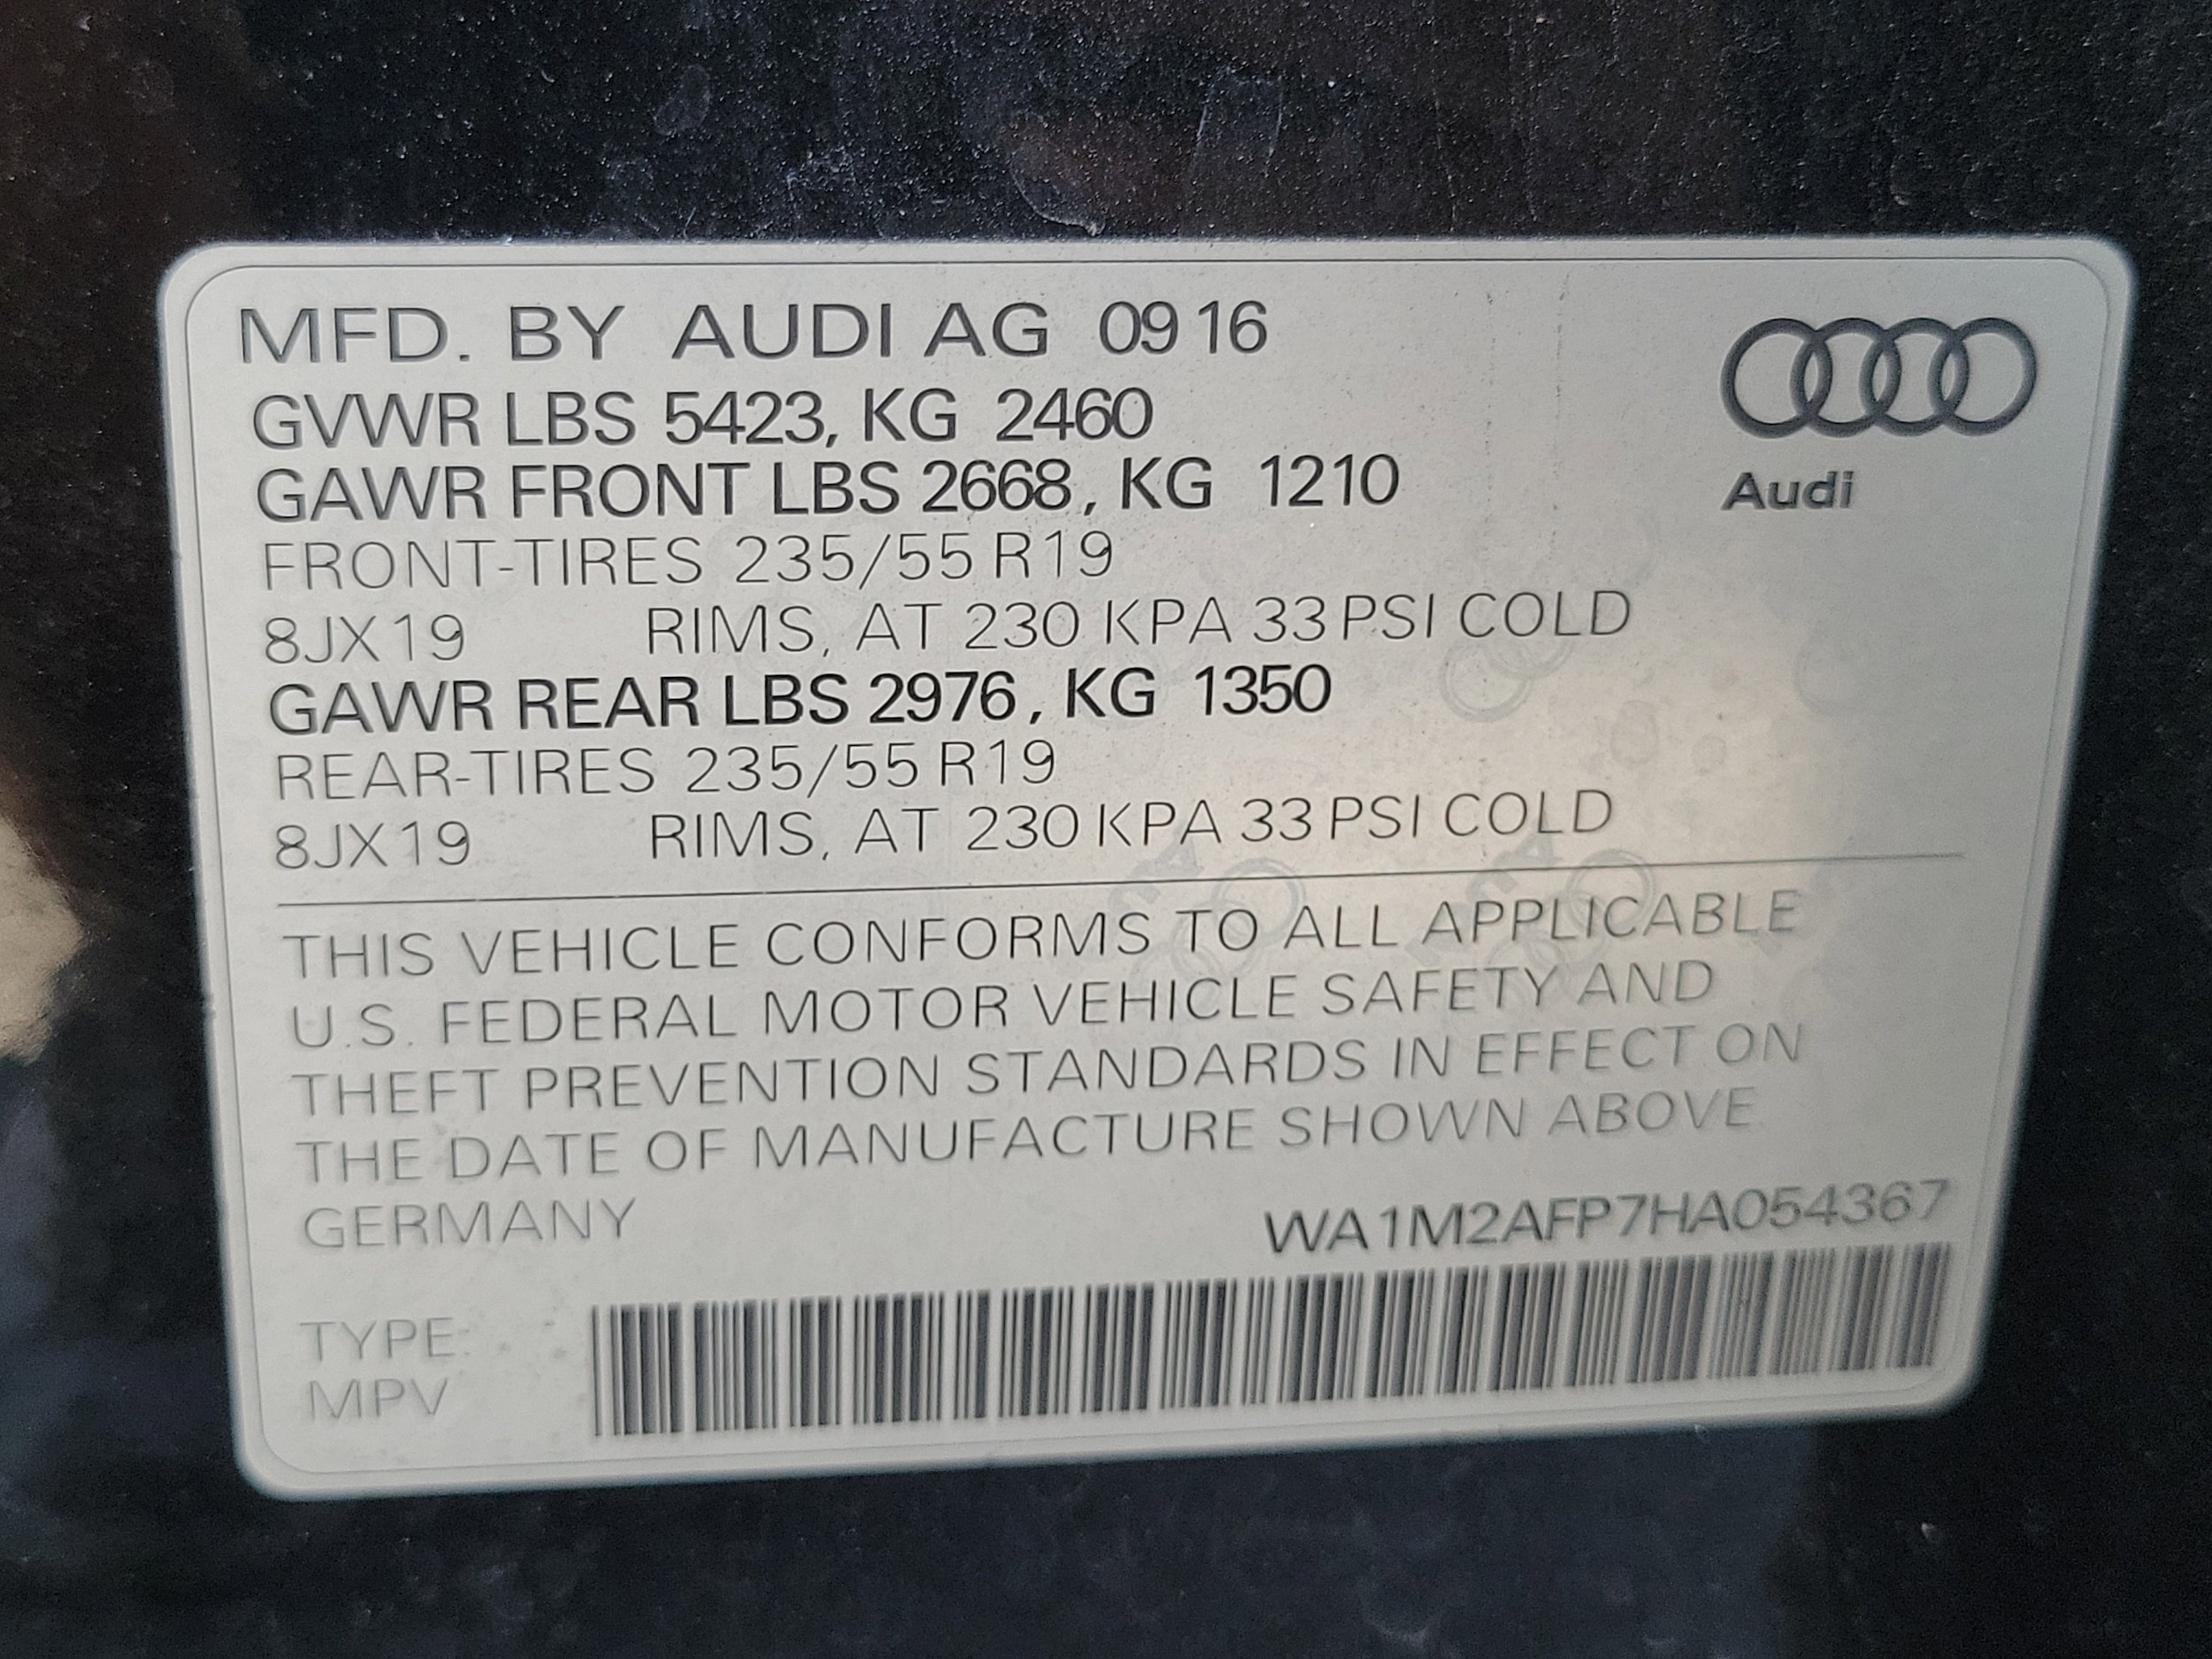 MFD. BY AUDI AG 09 16
GVWR LBS 5423, KG 2460
GAWR FRONT LBS 2668, KG 1210
Audi
FRONT-TIRES 235/55 R19
8JX19 RIMS, AT 230 KPA 33 PSI COLD
GAWR REAR LBS 2976, KG 1350
REAR-TIRES 235/55 R19
8JX19 RIMS, AT 230 KPA 33 PSI COLD
THIS VEHICLE CONFORMS TO ALL APPLICABLE
U.S. FEDERAL MOTOR VEHICLE SAFETY AND
THEFT PREVENTION STANDARDS IN EFFECT ON
THE DATE OF MANUFACTURE SHOWN ABOVE
GERMANY WA1M2AFP7HA054367
TYPE:
MPV